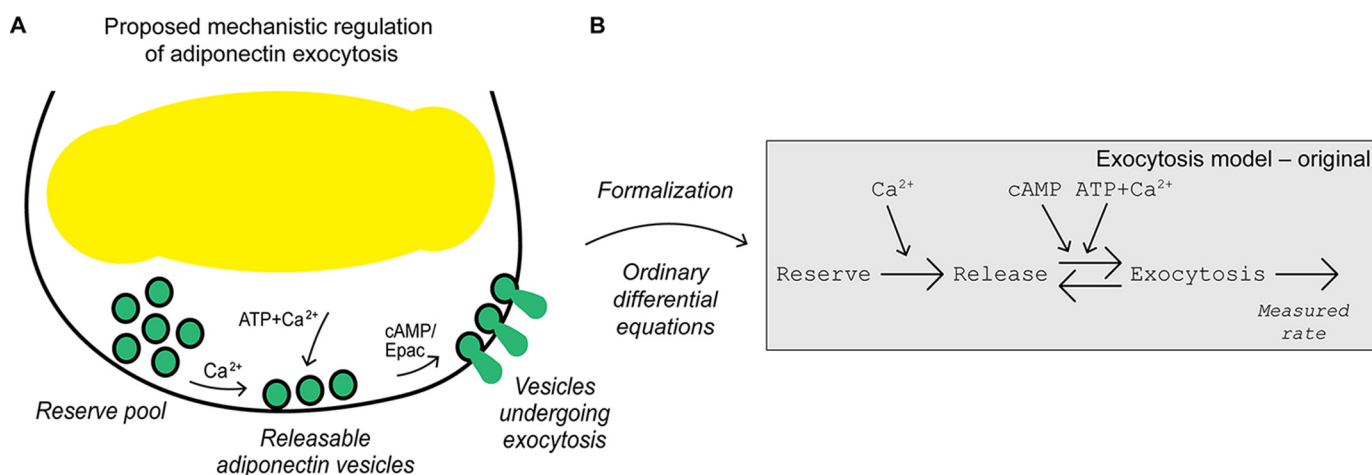 A
Proposed mechanistic regulation
of adiponectin exocytosis
ATP+Ca²⁺
cAMP/
Epac
Ca²⁺
Reserve pool
Releasable
adiponectin vesicles
Vesicles
undergoing
exocytosis
Formalization
Ordinary
differential
equations
B
Exocytosis model – original
Ca²⁺
cAMP ATP+Ca²⁺
Reserve Release Exocytosis
Measured
rate